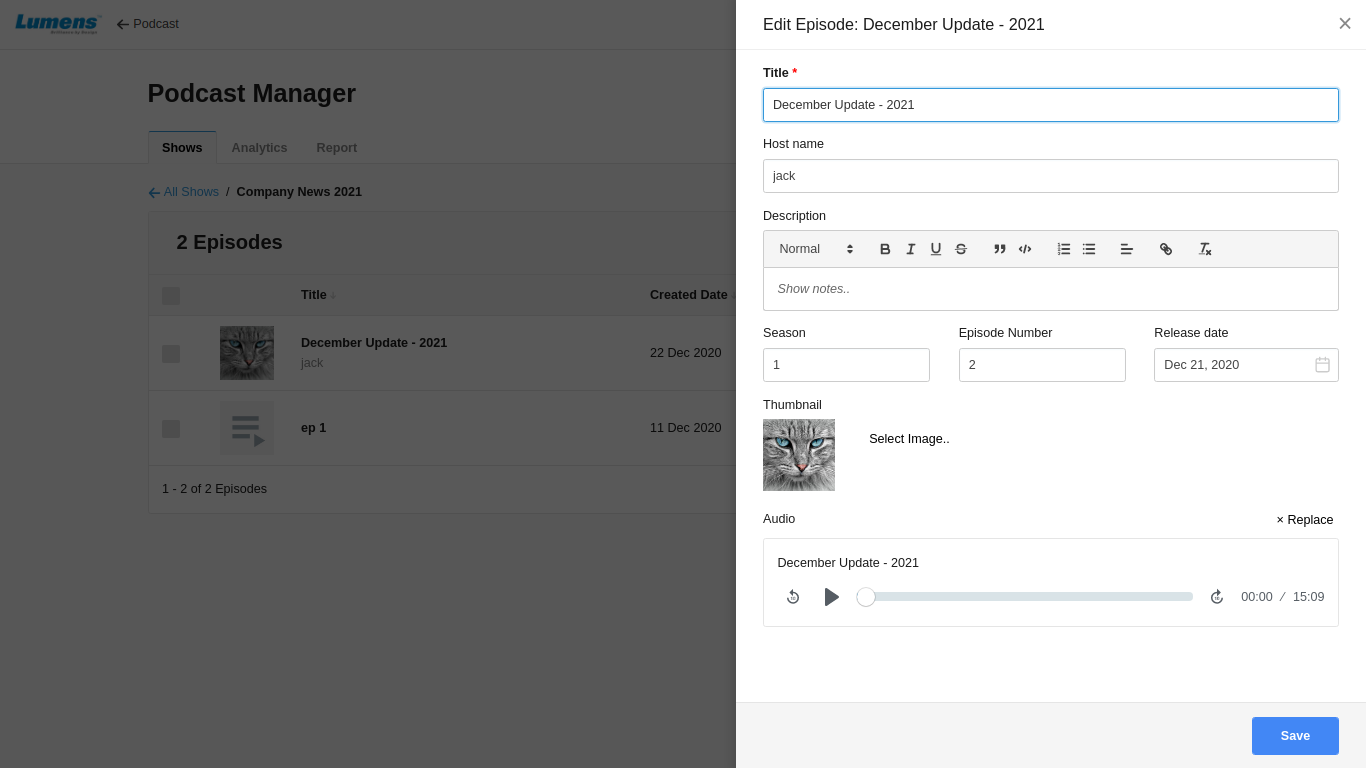 Lumens
Podcast
Podcast Manager
Shows Analytics Report
All Shows / Company News 2021
2 Episodes
Title Created Date
December Update - 2021
jack
22 Dec 2020
ep 1
11 Dec 2020
1 - 2 of 2 Episodes
Edit Episode: December Update - 2021
Title *
December Update - 2021
Host name
jack
Description
Normal
Show notes..
Season Episode Number Release date
1 2 Dec 21, 2020
Thumbnail
Select Image..
Audio × Replace
December Update - 2021
00:00 / 15:09
Save